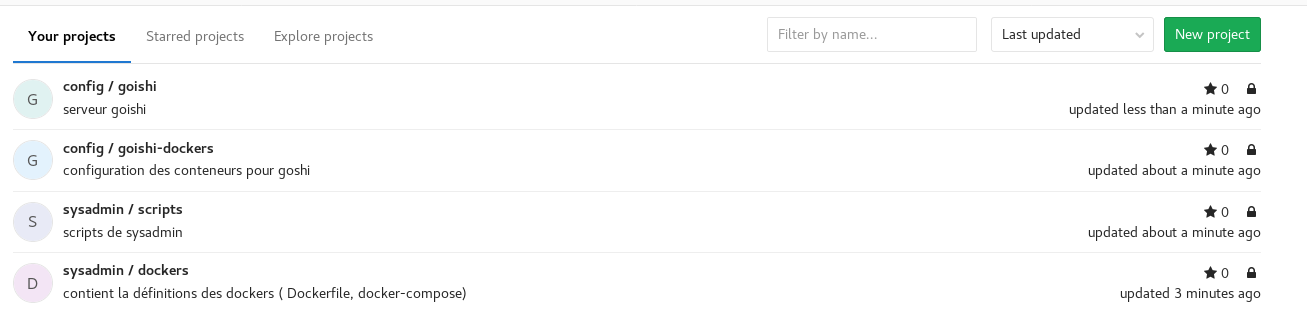 Your projects Starred projects Explore projects Filter by name... Last updated New project
G config / goishi 0
serveur goishi updated less than a minute ago
G config / goishi-dockers 0
configuration des conteneurs pour goshi updated about a minute ago
S sysadmin / scripts 0
scripts de sysadmin updated about a minute ago
D sysadmin / dockers 0
contient la définitions des dockers ( Dockerfile, docker-compose) updated 3 minutes ago